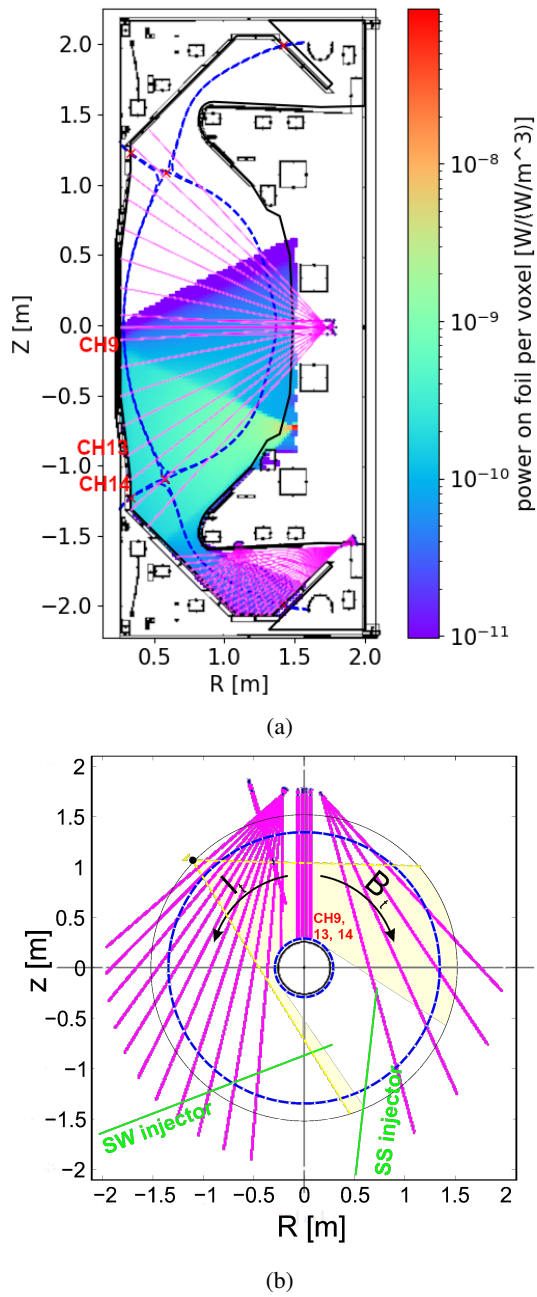 2.0
1.5
1.0
0.5
0.0
−0.5
−1.0
−1.5
−2.0
Z [m]
CH9
CH13
CH14
0.5 1.0 1.5 2.0
R [m]
10⁻⁸
10⁻⁹
10⁻¹⁰
10⁻¹¹
power on foil per voxel [W/(W/m^3)]
(a)
2
1.5
1
0.5
0
−0.5
−1
−1.5
−2
z [m]
Iₜ
Bₜ
CH9,
13, 14
SW injector
SS injector
−2 −1.5 −1 −0.5 0 0.5 1 1.5 2
R [m]
(b)